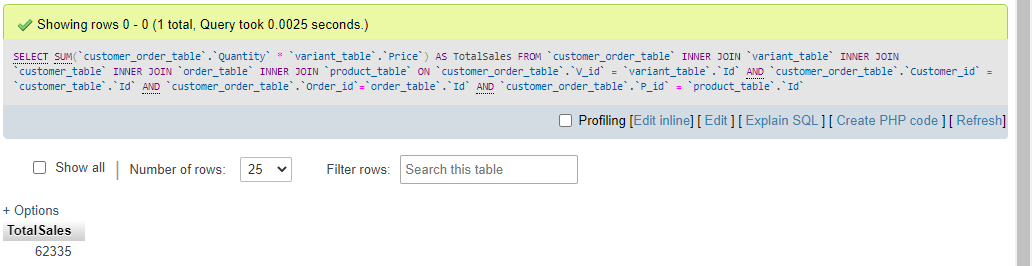 Showing rows 0 - 0 (1 total, Query took 0.0025 seconds.)
SELECT SUM(`customer_order_table`.`Quantity` * `variant_table`.`Price`) AS TotalSales FROM `customer_order_table` INNER JOIN `variant_table` INNER JOIN
`customer_table` INNER JOIN `order_table` INNER JOIN `product_table` ON `customer_order_table`.`V_id` = `variant_table`.`Id` AND `customer_order_table`.`Customer_id` =
`customer_table`.`Id` AND `customer_order_table`.`Order_id`=`order_table`.`Id` AND `customer_order_table`.`P_id` = `product_table`.`Id`
Profiling [Edit inline] [ Edit ] [ Explain SQL ] [ Create PHP code ] [ Refresh]
Show all | Number of rows: 25 Filter rows: Search this table
+ Options
TotalSales
62335